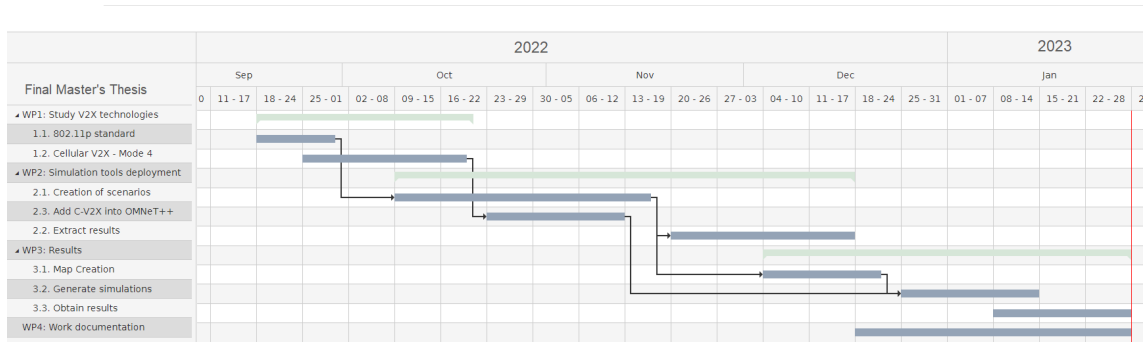 2022 2023
Sep Oct Nov Dec Jan
Final Master's Thesis
0 11 - 17 18 - 24 25 - 01 02 - 08 09 - 15 16 - 22 23 - 29 30 - 05 06 - 12 13 - 19 20 - 26 27 - 03 04 - 10 11 - 17 18 - 24 25 - 31 01 - 07 08 - 14 15 - 21 22 - 28 2
WP1: Study V2X technologies
1.1. 802.11p standard
1.2. Cellular V2X - Mode 4
WP2: Simulation tools deployment
2.1. Creation of scenarios
2.3. Add C-V2X into OMNeT++
2.2. Extract results
WP3: Results
3.1. Map Creation
3.2. Generate simulations
3.3. Obtain results
WP4: Work documentation